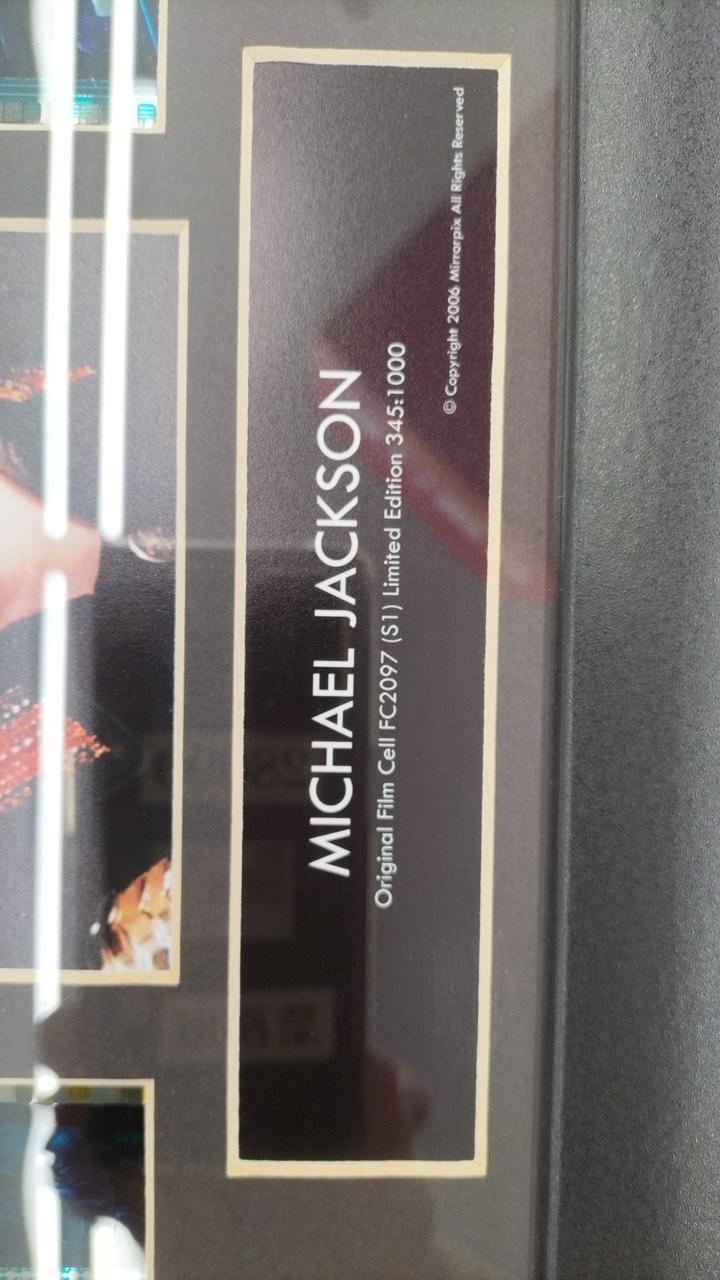 MICHAEL JACKSON
Original Film Cell FC2097 (S1) Limited Edition 345:1000
© Copyright 2006 Mirrorpix All Rights Reserved